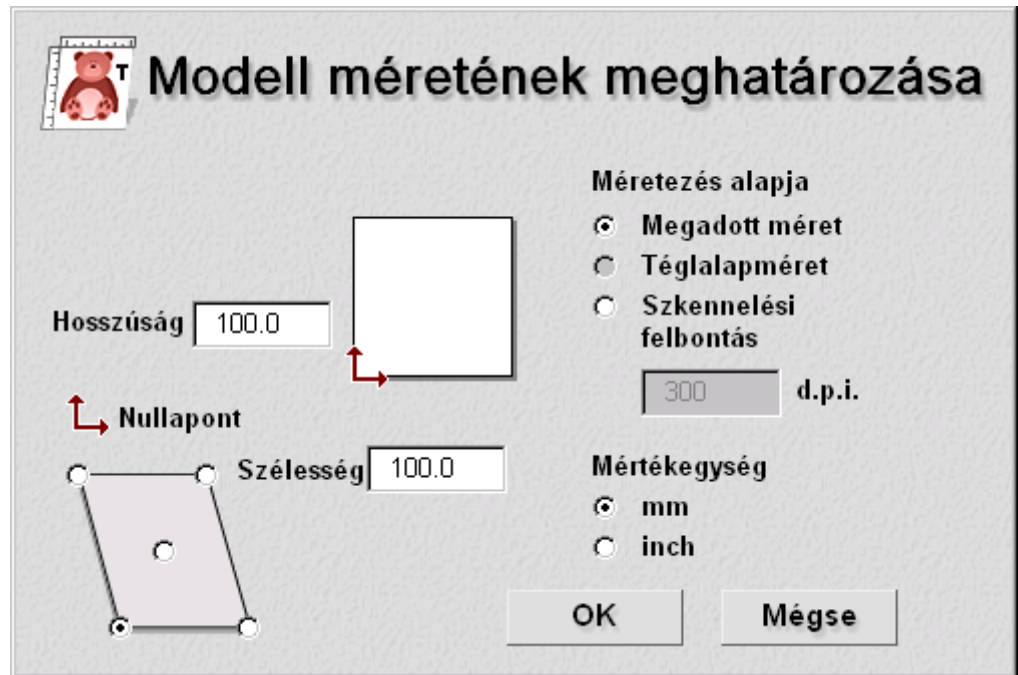 T
Modell méretének meghatározása
Méretezés alapja
Megadott méret
Téglalapméret
Szkennelési
felbontás
300 d.p.i.
Hosszúság 100.0
Nullapont
Szélesség 100.0
Mértékegység
mm
inch
OK Mégse